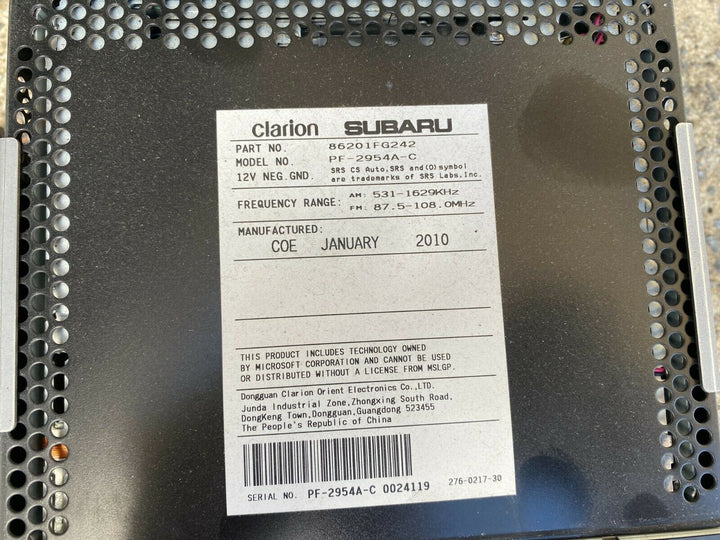 clarion SUBARU
PART NO. 86201FG242
MODEL NO. PF-2954A-C
12V NEG.GND. SRS CS Auto,SRS and(O)symbol
are trademarks of SRS Labs,Inc.
FREQUENCY RANGE: AM: 531-1629KHz
FM: 87.5-108.0MHz
MANUFACTURED:
COE JANUARY 2010
THIS PRODUCT INCLUDES TECHNOLOGY OWNED
BY MICROSOFT CORPORATION AND CANNOT BE USED
OR DISTRIBUTED WITHOUT A LICENSE FROM MSLGP.
Dongguan Clarion Orient Electronics Co.,LTD.
Junda Industrial Zone,Zhongxing South Road,
DongKeng Town,Dongguan,Guangdong 523455
The People's Republic of China
SERIAL NO. PF-2954A-C 0024119
276-0217-30